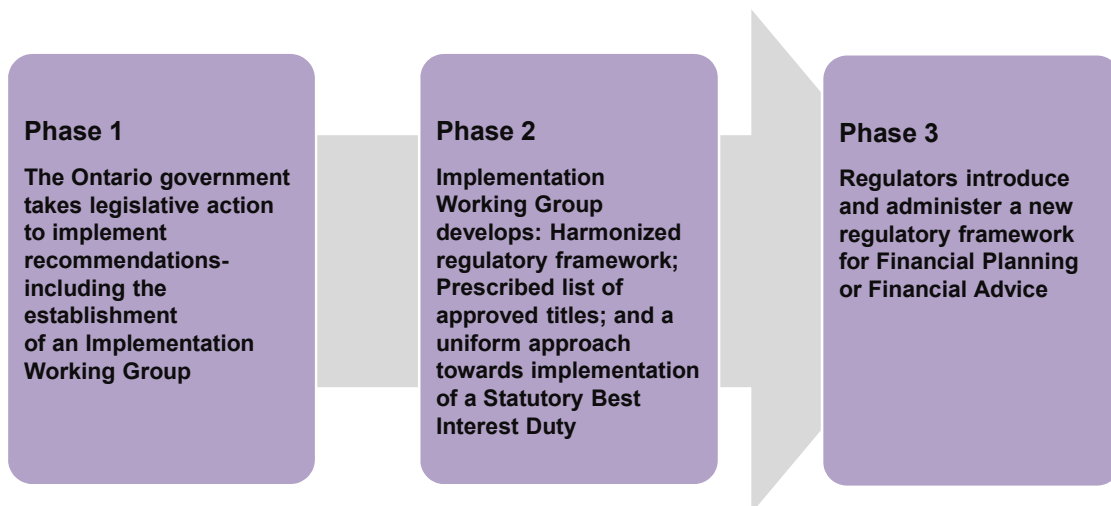 Phase 1
The Ontario government
takes legislative action
to implement
recommendations-
including the
establishment
of an Implementation
Working Group
Phase 2
Implementation
Working Group
develops: Harmonized
regulatory framework;
Prescribed list of
approved titles; and a
uniform approach
towards implementation
of a Statutory Best
Interest Duty
Phase 3
Regulators introduce
and administer a new
regulatory framework
for Financial Planning
or Financial Advice